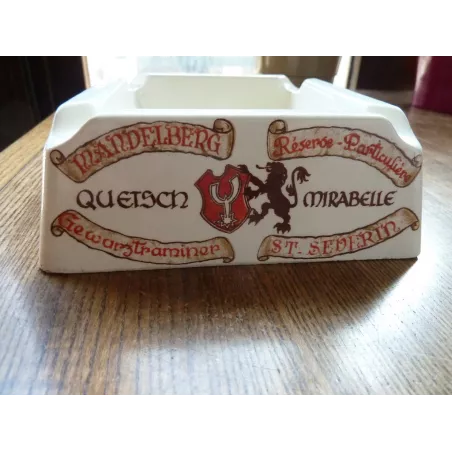 MANDELBERG
Réserve-Particulière
QUETSCH
MIRABELLE
Gewurztraminer
ST. SEVERIN